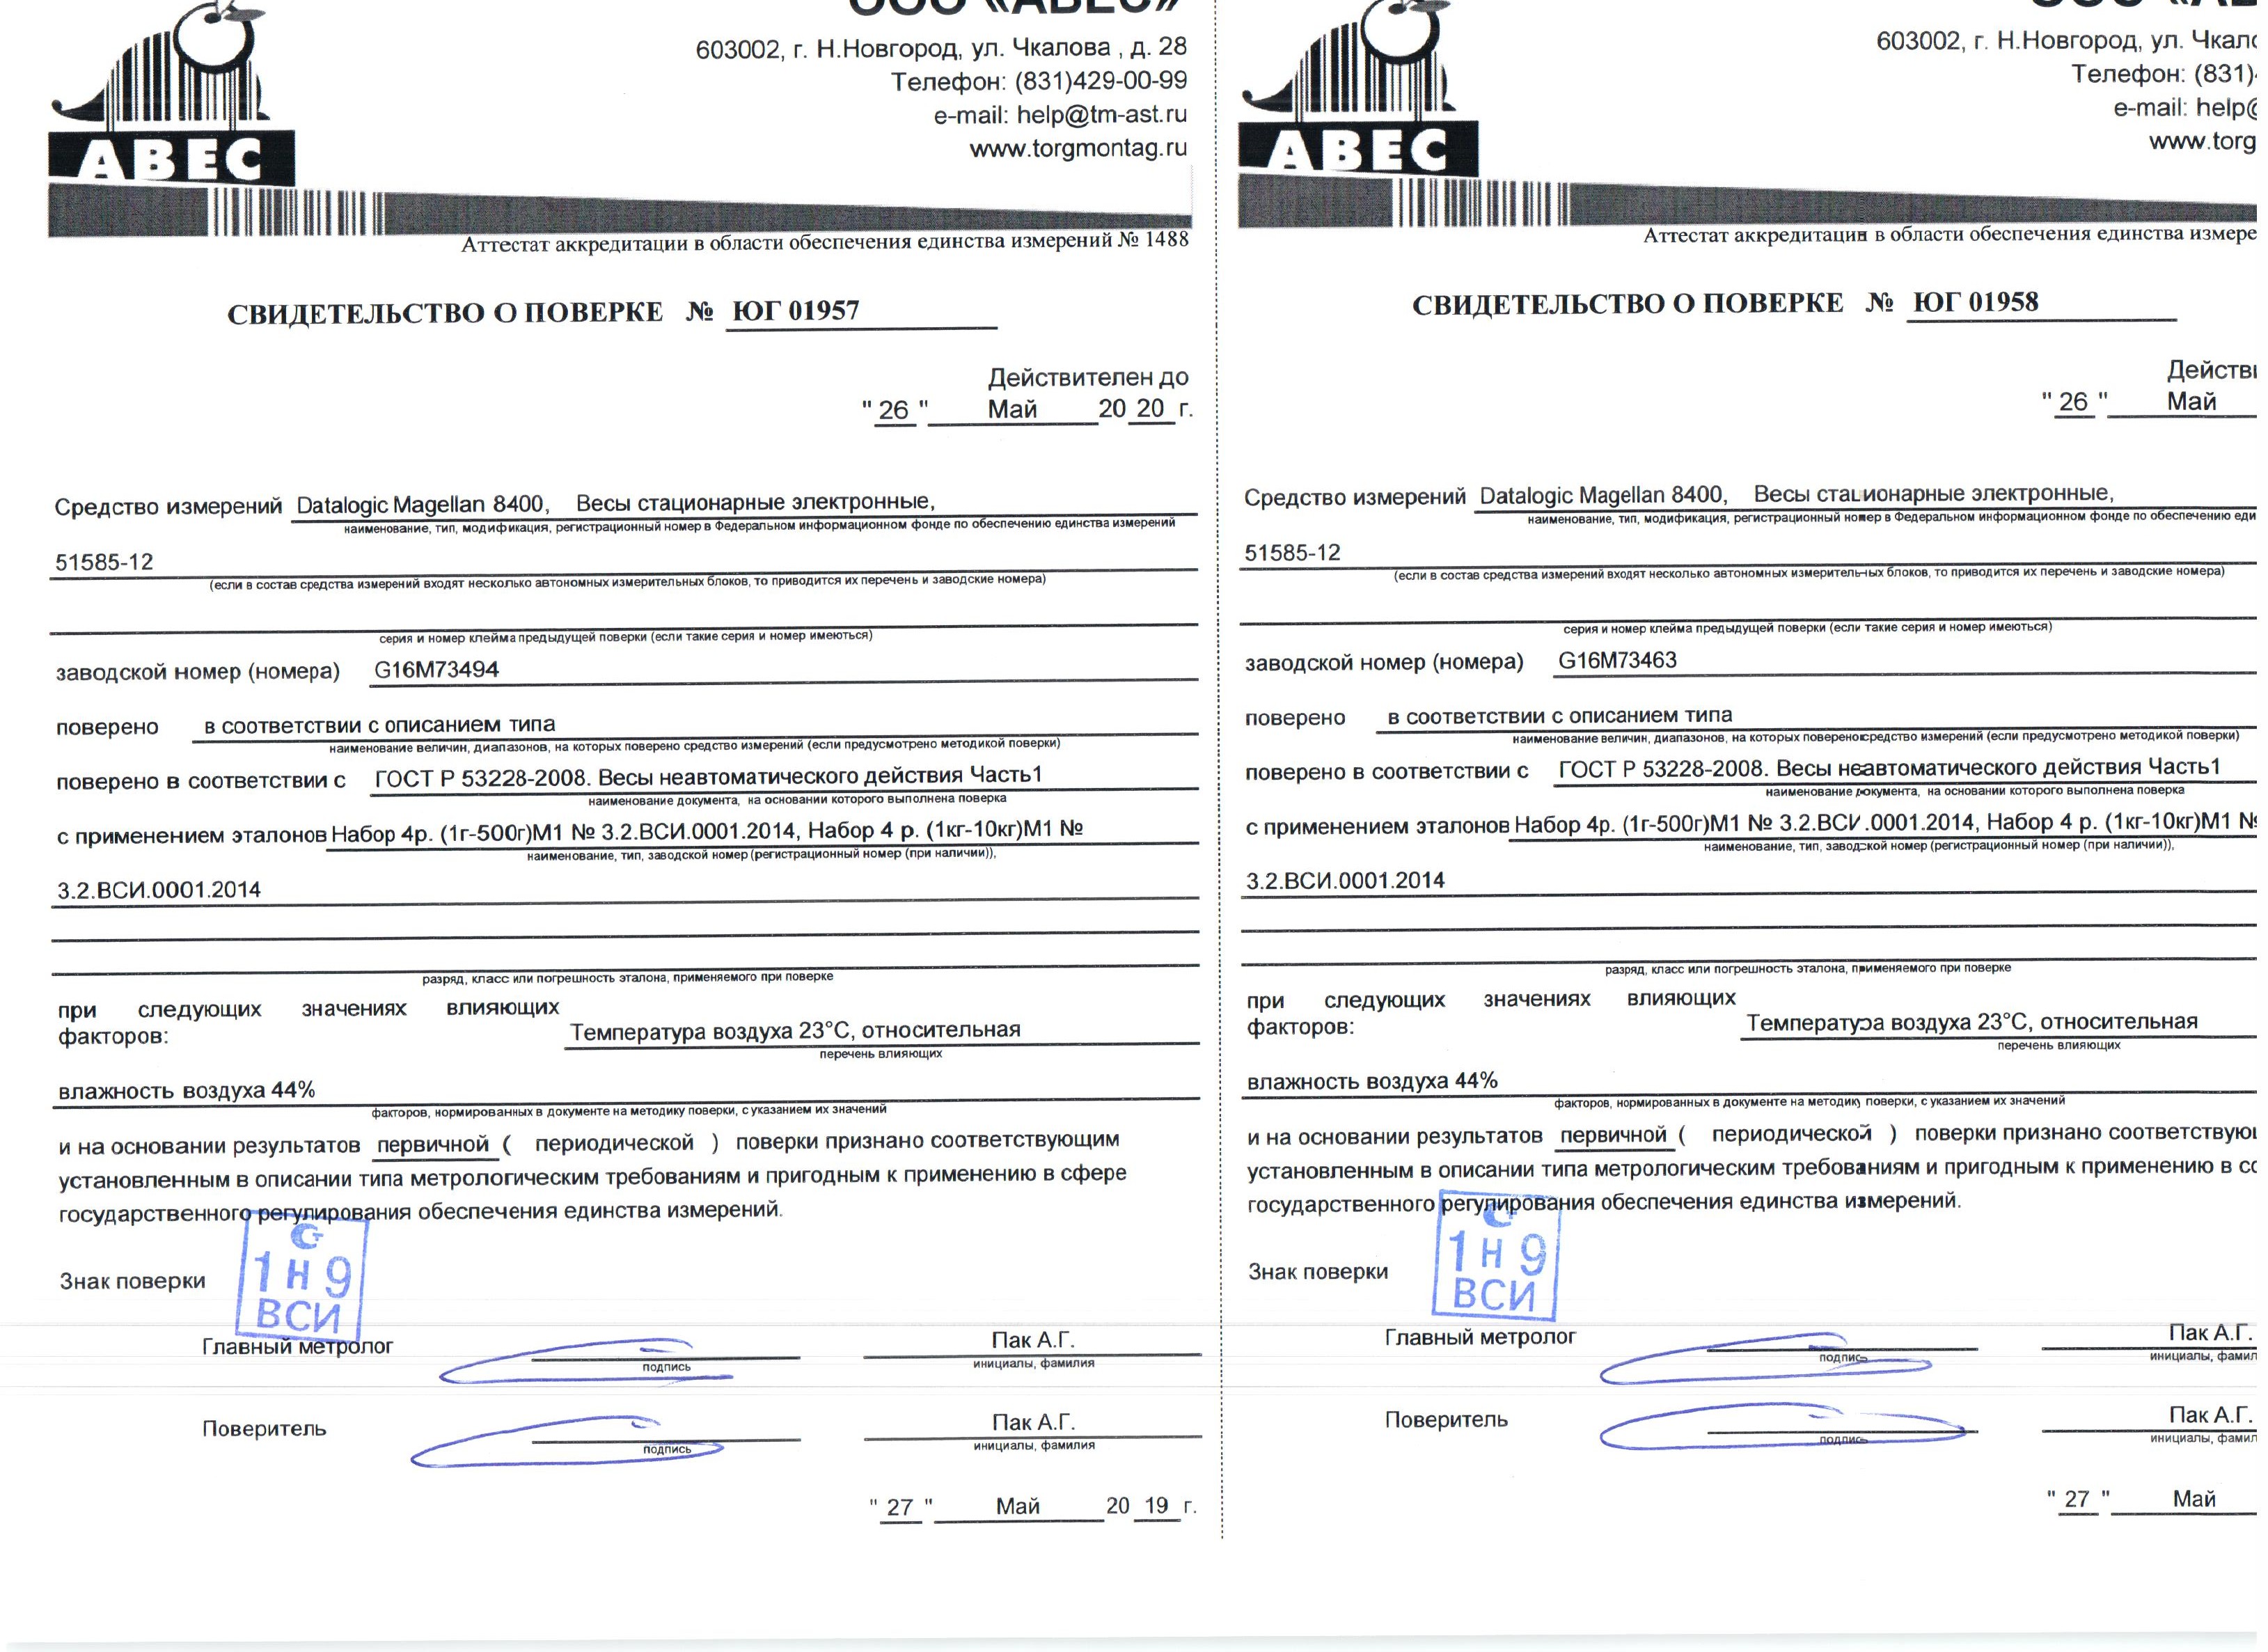 ООО «АВЕС»
603002, г. Н.Новгород, ул. Чкалова , д. 28
Телефон: (831)429-00-99
e-mail: help@tm-ast.ru
www.torgmontag.ru
АВЕС
Аттестат аккредитации в области обеспечения единства измерений № 1488
СВИДЕТЕЛЬСТВО О ПОВЕРКЕ № ЮГ 01957
Действителен до
" 26 " Май 20 20 г.
Средство измерений Datalogic Magellan 8400, Весы стационарные электронные,
наименование, тип, модификация, регистрационный номер в Федеральном информационном фонде по обеспечению единства измерений
51585-12
(если в состав средства измерений входят несколько автономных измерительных блоков, то приводится их перечень и заводские номера)
серия и номер клейма предыдущей поверки (если такие серия и номер имеються)
заводской номер (номера) G16M73494
поверено в соответствии с описанием типа
наименование величин, диапазонов, на которых поверено средство измерений (если предусмотрено методикой поверки)
поверено в соответствии с ГОСТ Р 53228-2008. Весы неавтоматического действия Часть1
наименование документа, на основании которого выполнена поверка
с применением эталонов Набор 4р. (1г-500г)М1 № 3.2.ВСИ.0001.2014, Набор 4 р. (1кг-10кг)М1 №
наименование, тип, заводской номер (регистрационный номер (при наличии)),
3.2.ВСИ.0001.2014
разряд, класс или погрешность эталона, применяемого при поверке
при следующих значениях влияющих
факторов: Температура воздуха 23°С, относительная
перечень влияющих
влажность воздуха 44%
факторов, нормированных в документе на методику поверки, с указанием их значений
и на основании результатов первичной ( периодической ) поверки признано соответствующим
установленным в описании типа метрологическим требованиям и пригодным к применению в сфере
государственного регулирования обеспечения единства измерений.
Знак поверки
1 Н 9
ВСИ
Главный метролог Пак А.Г.
подпись инициалы, фамилия
Поверитель Пак А.Г.
подпись инициалы, фамилия
" 27 " Май 20 19 г.
603002, г. Н.Новгород, ул. Чкало
Телефон: (831)
e-mail: help@
www.torg
АВЕС
Аттестат аккредитации в области обеспечения единства измере
СВИДЕТЕЛЬСТВО О ПОВЕРКЕ № ЮГ 01958
Действи
" 26 " Май
Средство измерений Datalogic Magellan 8400, Весы стационарные электронные,
наименование, тип, модификация, регистрационный номер в Федеральном информационном фонде по обеспечению еди
51585-12
(если в состав средства измерений входят несколько автономных измерительных блоков, то приводится их перечень и заводские номера)
серия и номер клейма предыдущей поверки (если такие серия и номер имеються)
заводской номер (номера) G16M73463
поверено в соответствии с описанием типа
наименование величин, диапазонов, на которых поверено средство измерений (если предусмотрено методикой поверки)
поверено в соответствии с ГОСТ Р 53228-2008. Весы неавтоматического действия Часть1
наименование документа, на основании которого выполнена поверка
с применением эталонов Набор 4р. (1г-500г)М1 № 3.2.ВСИ.0001.2014, Набор 4 р. (1кг-10кг)М1 №
наименование, тип, заводской номер (регистрационный номер (при наличии)),
3.2.ВСИ.0001.2014
разряд, класс или погрешность эталона, применяемого при поверке
при следующих значениях влияющих
факторов: Температура воздуха 23°С, относительная
перечень влияющих
влажность воздуха 44%
факторов, нормированных в документе на методику поверки, с указанием их значений
и на основании результатов первичной ( периодической ) поверки признано соответствую
установленным в описании типа метрологическим требованиям и пригодным к применению в с
государственного регулирования обеспечения единства измерений.
Знак поверки
1 Н 9
ВСИ
Главный метролог Пак А.Г.
подпись инициалы, фамил
Поверитель Пак А.Г.
подпись инициалы, фамил
" 27 " Май